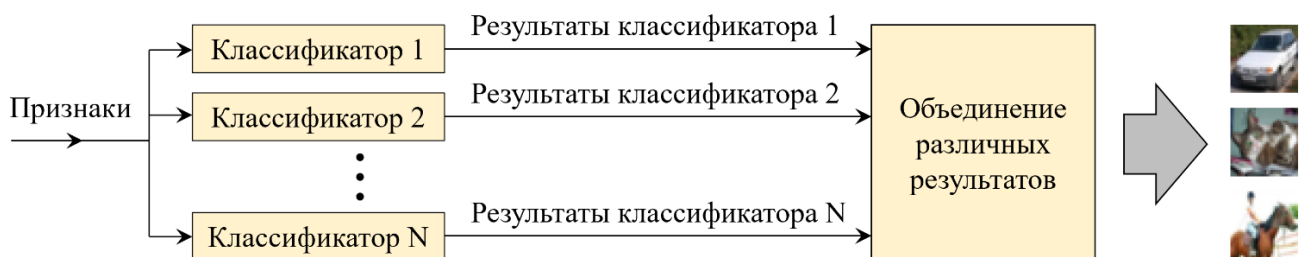 Признаки
Классификатор 1
Результаты классификатора 1
Классификатор 2
Результаты классификатора 2
Классификатор N
Результаты классификатора N
Объединение
различных
результатов